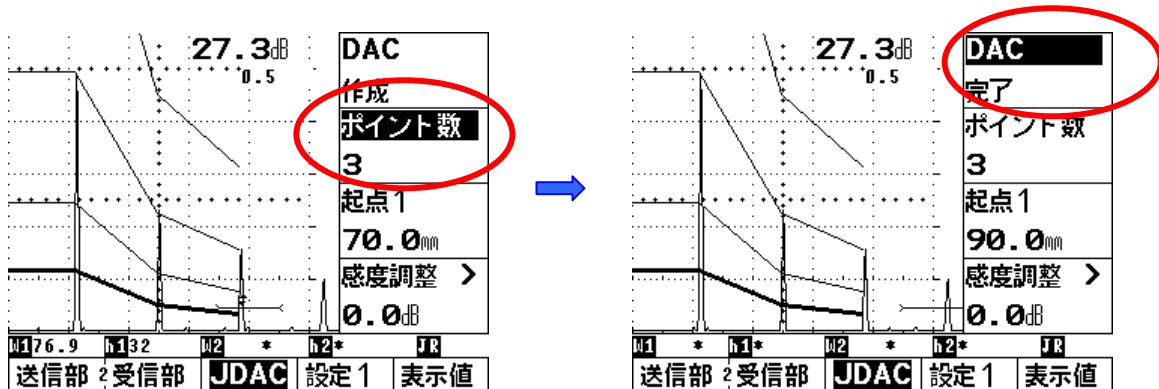 27.3dB
0.5
DAC
作成
ポイント数
3
起点1
70.0mm
感度調整 >
0.0dB
W1 76.9 h1 32 W2 * h2 * JR
送信部 2 受信部 JDAC 設定1 表示値
27.3dB
0.5
DAC
完了
ポイント数
3
起点1
90.0mm
感度調整 >
0.0dB
W1 * h1 * W2 * h2 * JR
送信部 2 受信部 JDAC 設定1 表示値